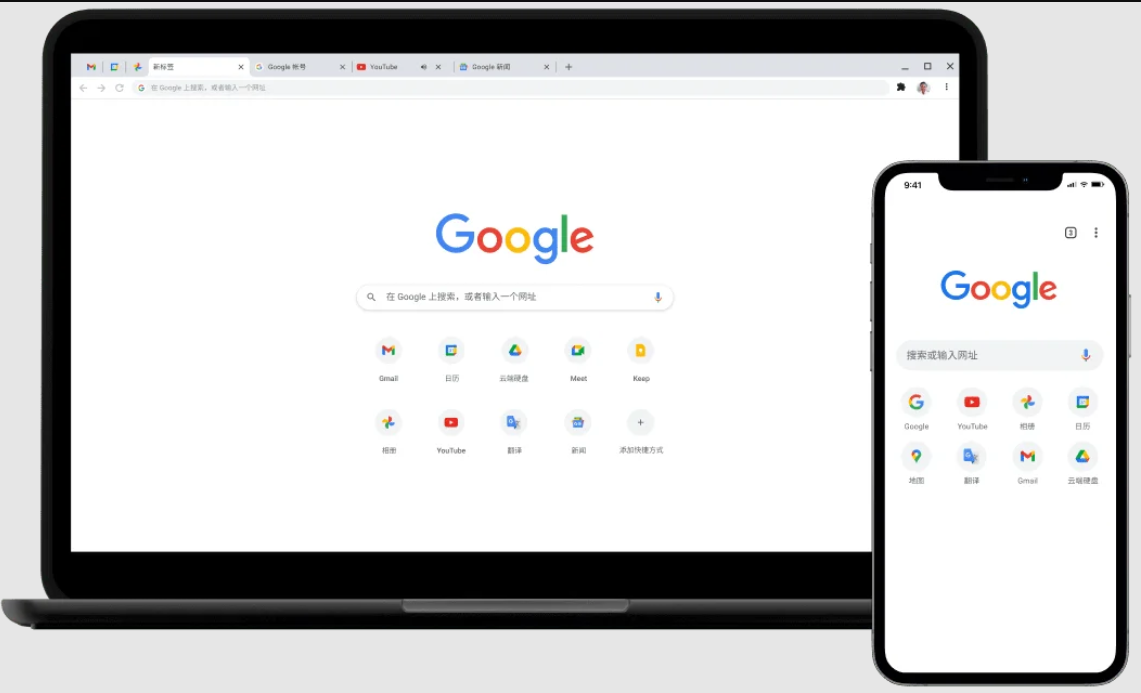 新标签
Google 帐号
YouTube
Google 新闻
在 Google 上搜索，或者输入一个网址
Google
在 Google 上搜索，或者输入一个网址
Gmail
日历
云端硬盘
Meet
Keep
相册
YouTube
翻译
新闻
添加快捷方式
9:41
3
Google
搜索或输入网址
Google
YouTube
相册
日历
地图
翻译
Gmail
云端硬盘